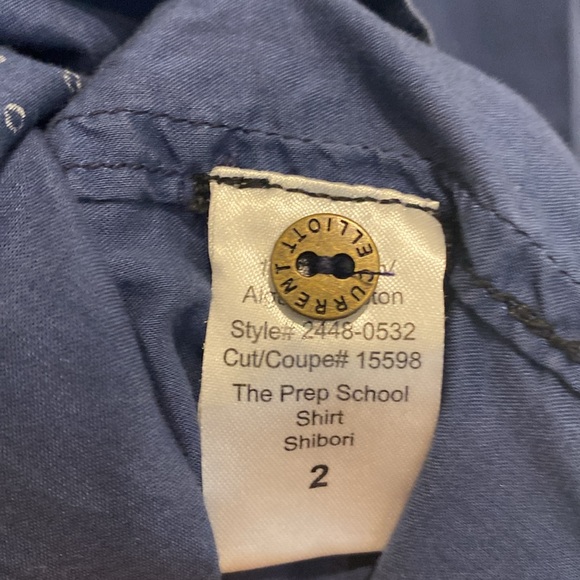 CURRENT ELLIOTT
Style# 2448-0532
Cut/Coupe# 15598
The Prep School
Shirt
Shibori
2